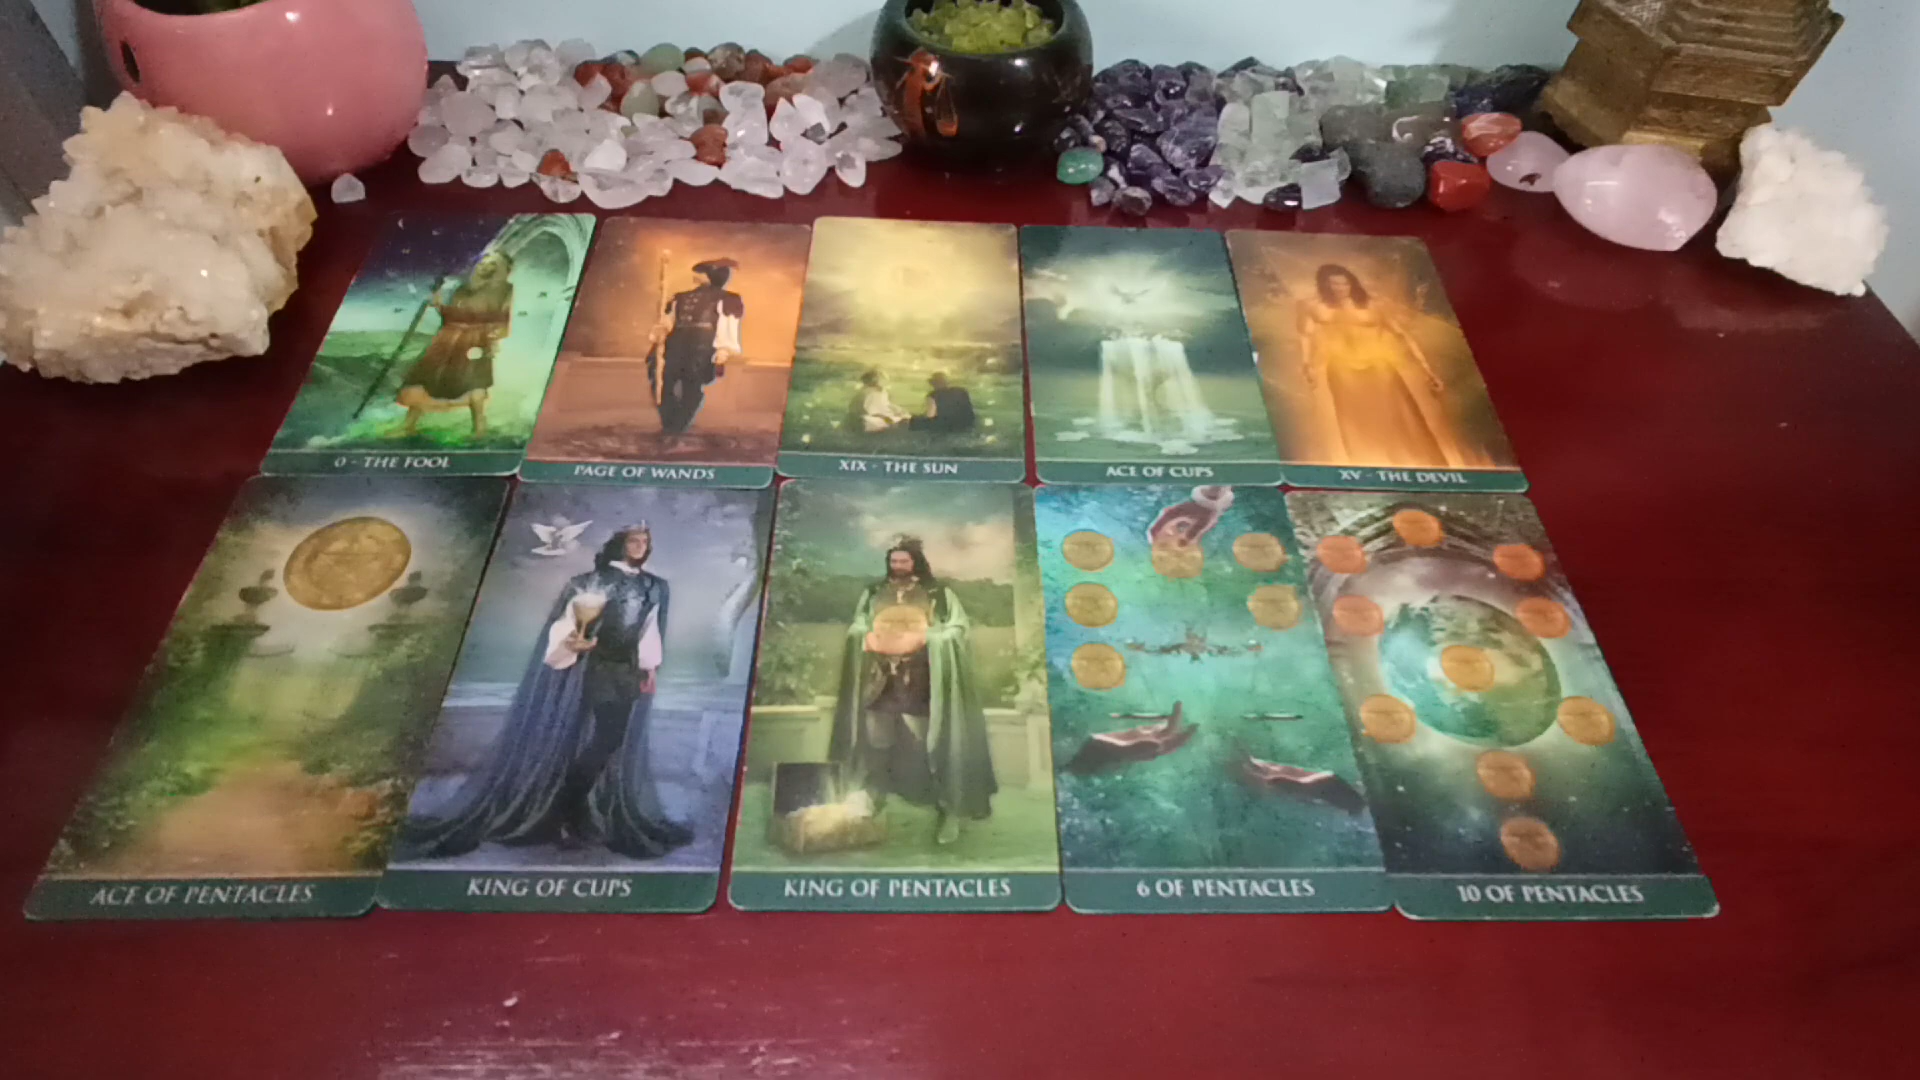 0 - THE FOOL
PAGE OF WANDS
XIX - THE SUN
ACE OF CUPS
XV - THE DEVIL
ACE OF PENTACLES
KING OF CUPS
KING OF PENTACLES
6 OF PENTACLES
10 OF PENTACLES